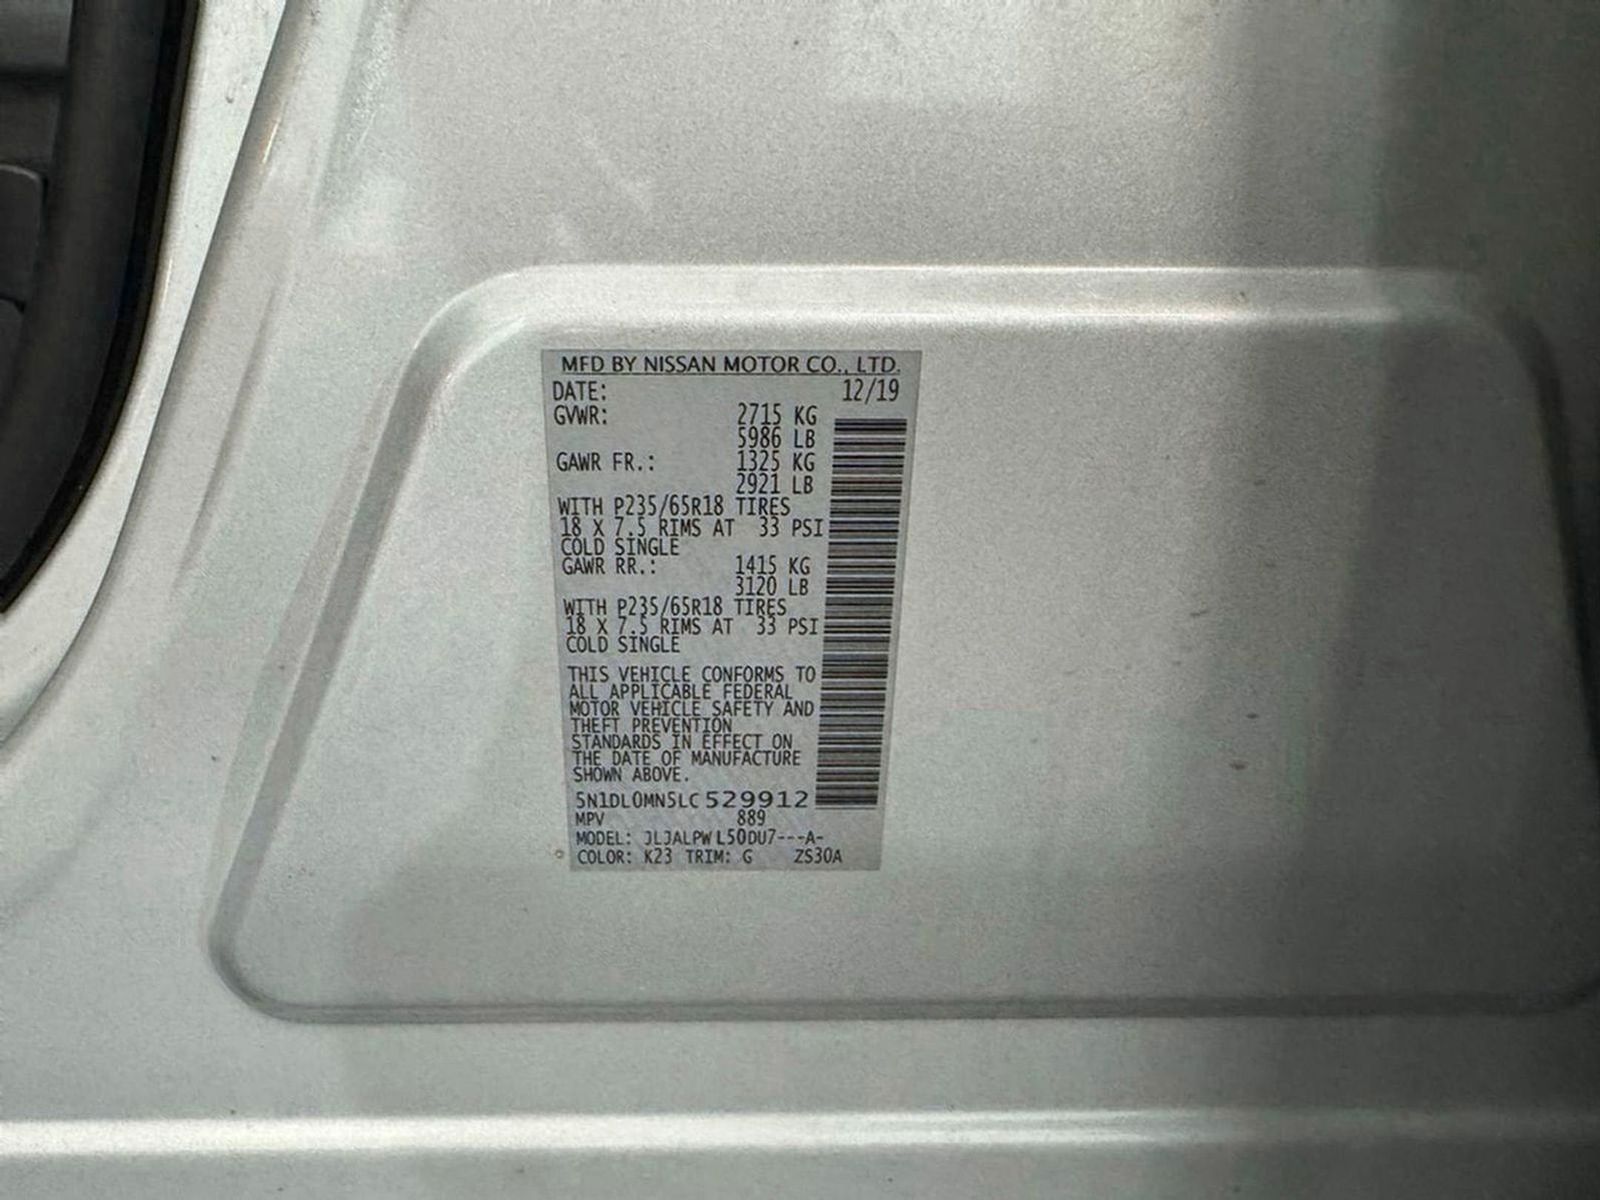 MFD BY NISSAN MOTOR CO., LTD.
DATE: 12/19
GVWR: 2715 KG
5986 LB
GAWR FR.: 1325 KG
2921 LB
WITH P235/65R18 TIRES
18 X 7.5 RIMS AT 33 PSI
COLD SINGLE
GAWR RR.: 1415 KG
3120 LB
WITH P235/65R18 TIRES
18 X 7.5 RIMS AT 33 PSI
COLD SINGLE
THIS VEHICLE CONFORMS TO
ALL APPLICABLE FEDERAL
MOTOR VEHICLE SAFETY AND
THEFT PREVENTION
STANDARDS IN EFFECT ON
THE DATE OF MANUFACTURE
SHOWN ABOVE.
5N1DL0MN5LC529912
MPV 889
MODEL: JLJALPWL50DU7---A-
COLOR: K23 TRIM: G ZS30A